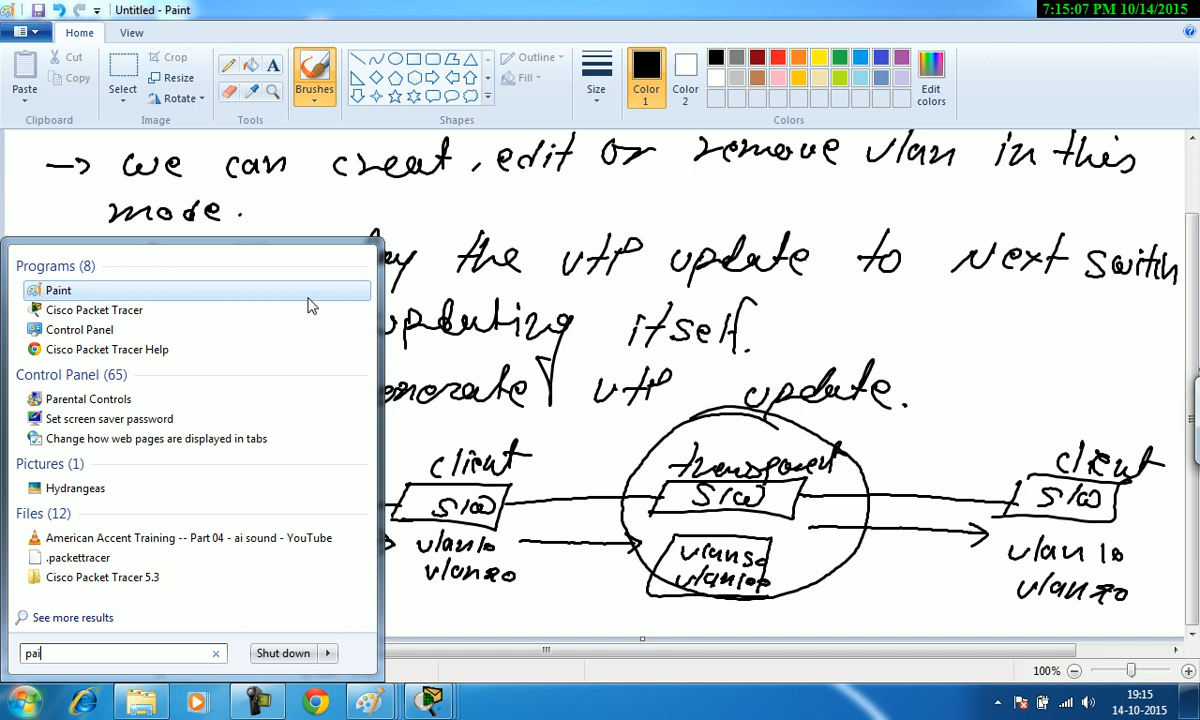 Untitled - Paint
7:15:07 PM 10/14/2015
Home
View
Paste
Cut
Copy
Clipboard
Select
Crop
Resize
Rotate
Image
A
Tools
Brushes
Outline
Fill
Shapes
Size
Color 1
Color 2
Edit colors
Colors
→ we can creat, edit or remove vlan in this
mode.
the vtp update to Next switch
updating itself.
vtp update.
client
transparent
client
S/W
S/W
S/W
vlan10
vlan20
vlan50
vlan100
vlan 10
vlan20
Programs (8)
Paint
Cisco Packet Tracer
Control Panel
Cisco Packet Tracer Help
Control Panel (65)
Parental Controls
Set screen saver password
Change how web pages are displayed in tabs
Pictures (1)
Hydrangeas
Files (12)
American Accent Training -- Part 04 - ai sound - YouTube
.packettracer
Cisco Packet Tracer 5.3
See more results
pai
Shut down
100%
19:15
14-10-2015